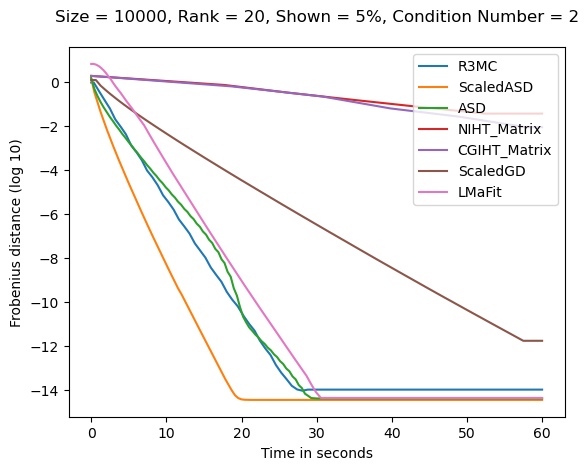 Size = 10000, Rank = 20, Shown = 5%, Condition Number = 2
R3MC
ScaledASD
ASD
NIHT_Matrix
CGIHT_Matrix
ScaledGD
LMaFit
Frobenius distance (log 10)
0
−2
−4
−6
−8
−10
−12
−14
0 10 20 30 40 50 60
Time in seconds